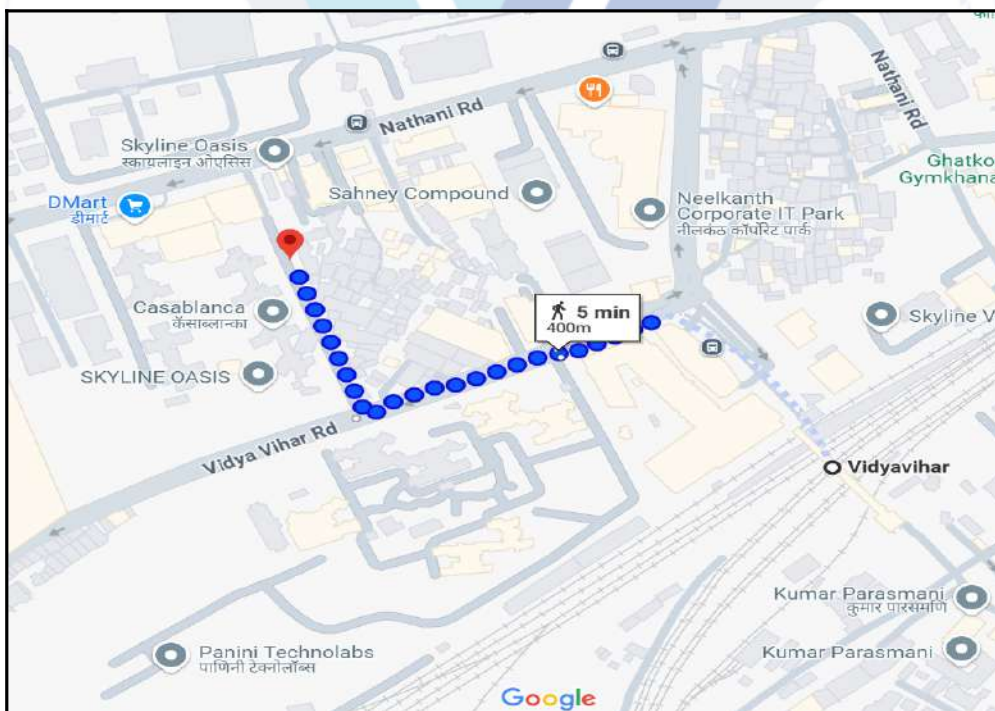 Nathani Rd
Nathani Rd
Skyline Oasis
स्कायलाइन ओएसिस
DMart
डीमार्ट
Sahney Compound
Neelkanth
Corporate IT Park
नीलकंठ कॉर्पोरेट पार्क
Ghatko
Gymkhana
Casablanca
कॅसाब्लान्का
5 min
400m
Skyline V
SKYLINE OASIS
Vidya Vihar Rd
Vidyavihar
Kumar Parasmani
कुमार पारसमणि
Panini Technolabs
पाणिनी टेक्नोलॉब्स
Kumar Parasmani
Google